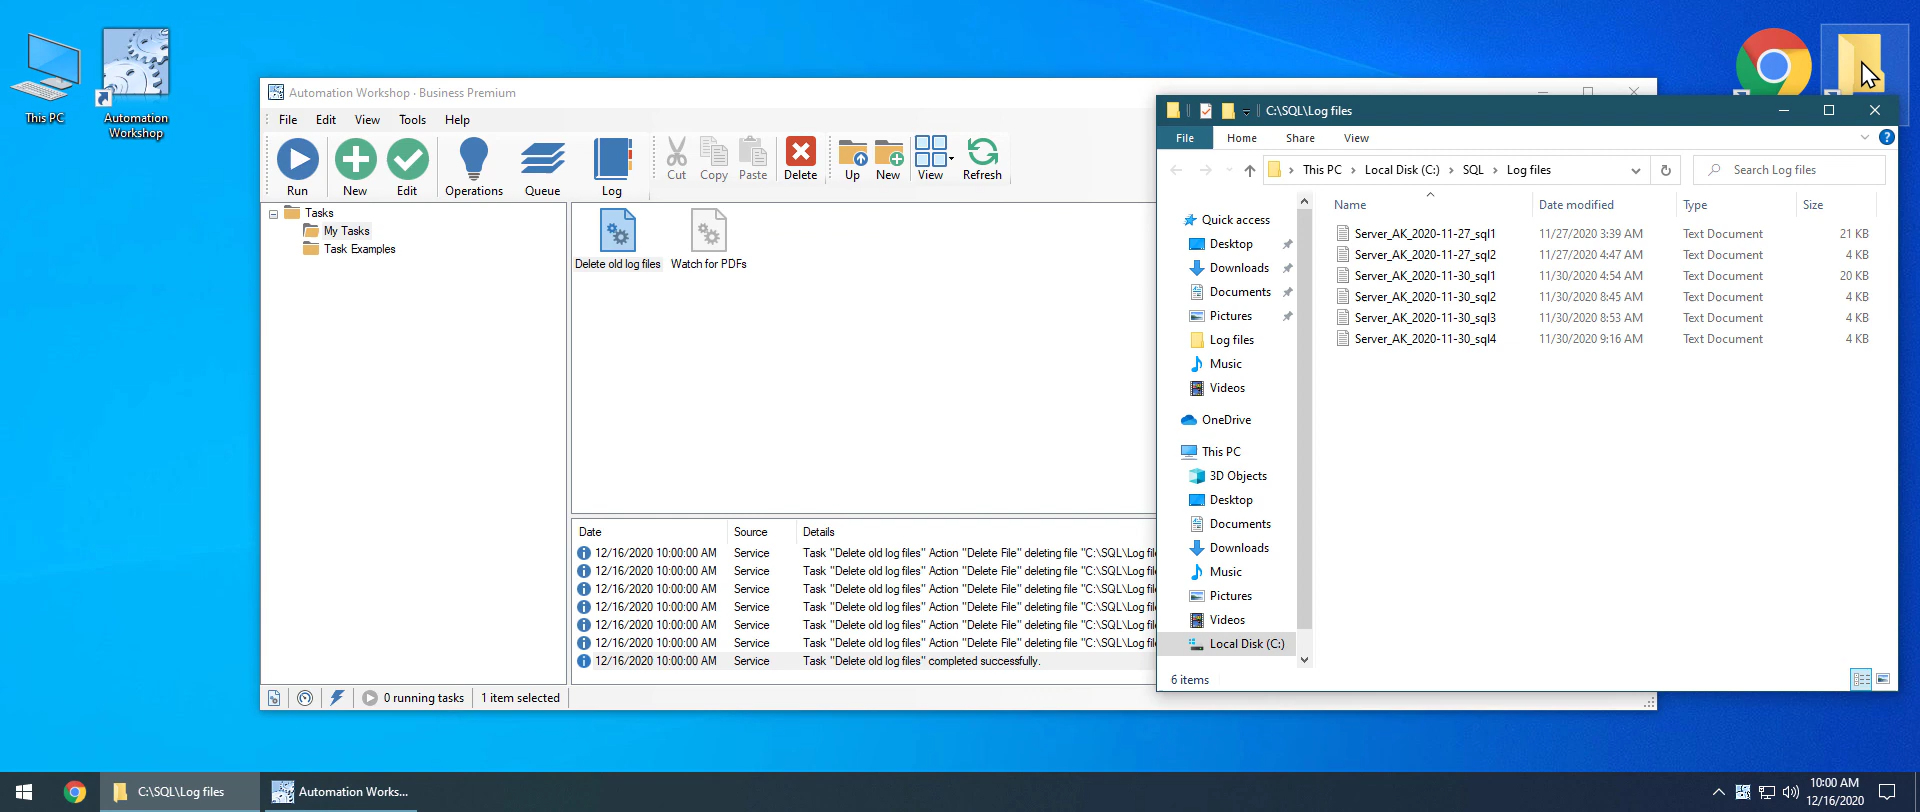 This PC
Automation
Workshop
Automation Workshop · Business Premium
File Edit View Tools Help
Run New Edit Operations Queue Log Cut Copy Paste Delete Up New View Refresh
Tasks
My Tasks
Task Examples
Delete old log files
Watch for PDFs
Date Source Details
12/16/2020 10:00:00 AM Service Task "Delete old log files" Action "Delete File" deleting file "C:\SQL\Log file
12/16/2020 10:00:00 AM Service Task "Delete old log files" Action "Delete File" deleting file "C:\SQL\Log file
12/16/2020 10:00:00 AM Service Task "Delete old log files" Action "Delete File" deleting file "C:\SQL\Log file
12/16/2020 10:00:00 AM Service Task "Delete old log files" Action "Delete File" deleting file "C:\SQL\Log file
12/16/2020 10:00:00 AM Service Task "Delete old log files" Action "Delete File" deleting file "C:\SQL\Log file
12/16/2020 10:00:00 AM Service Task "Delete old log files" Action "Delete File" deleting file "C:\SQL\Log file
12/16/2020 10:00:00 AM Service Task "Delete old log files" completed successfully.
0 running tasks 1 item selected
C:\SQL\Log files
File Home Share View
This PC Local Disk (C:) SQL Log files
Search Log files
Quick access
Desktop
Downloads
Documents
Pictures
Log files
Music
Videos
OneDrive
This PC
3D Objects
Desktop
Documents
Downloads
Music
Pictures
Videos
Local Disk (C:)
Name Date modified Type Size
Server_AK_2020-11-27_sql1 11/27/2020 3:39 AM Text Document 21 KB
Server_AK_2020-11-27_sql2 11/27/2020 4:47 AM Text Document 4 KB
Server_AK_2020-11-30_sql1 11/30/2020 4:54 AM Text Document 20 KB
Server_AK_2020-11-30_sql2 11/30/2020 8:45 AM Text Document 4 KB
Server_AK_2020-11-30_sql3 11/30/2020 8:53 AM Text Document 4 KB
Server_AK_2020-11-30_sql4 11/30/2020 9:16 AM Text Document 4 KB
6 items
C:\SQL\Log files
Automation Works...
10:00 AM
12/16/2020